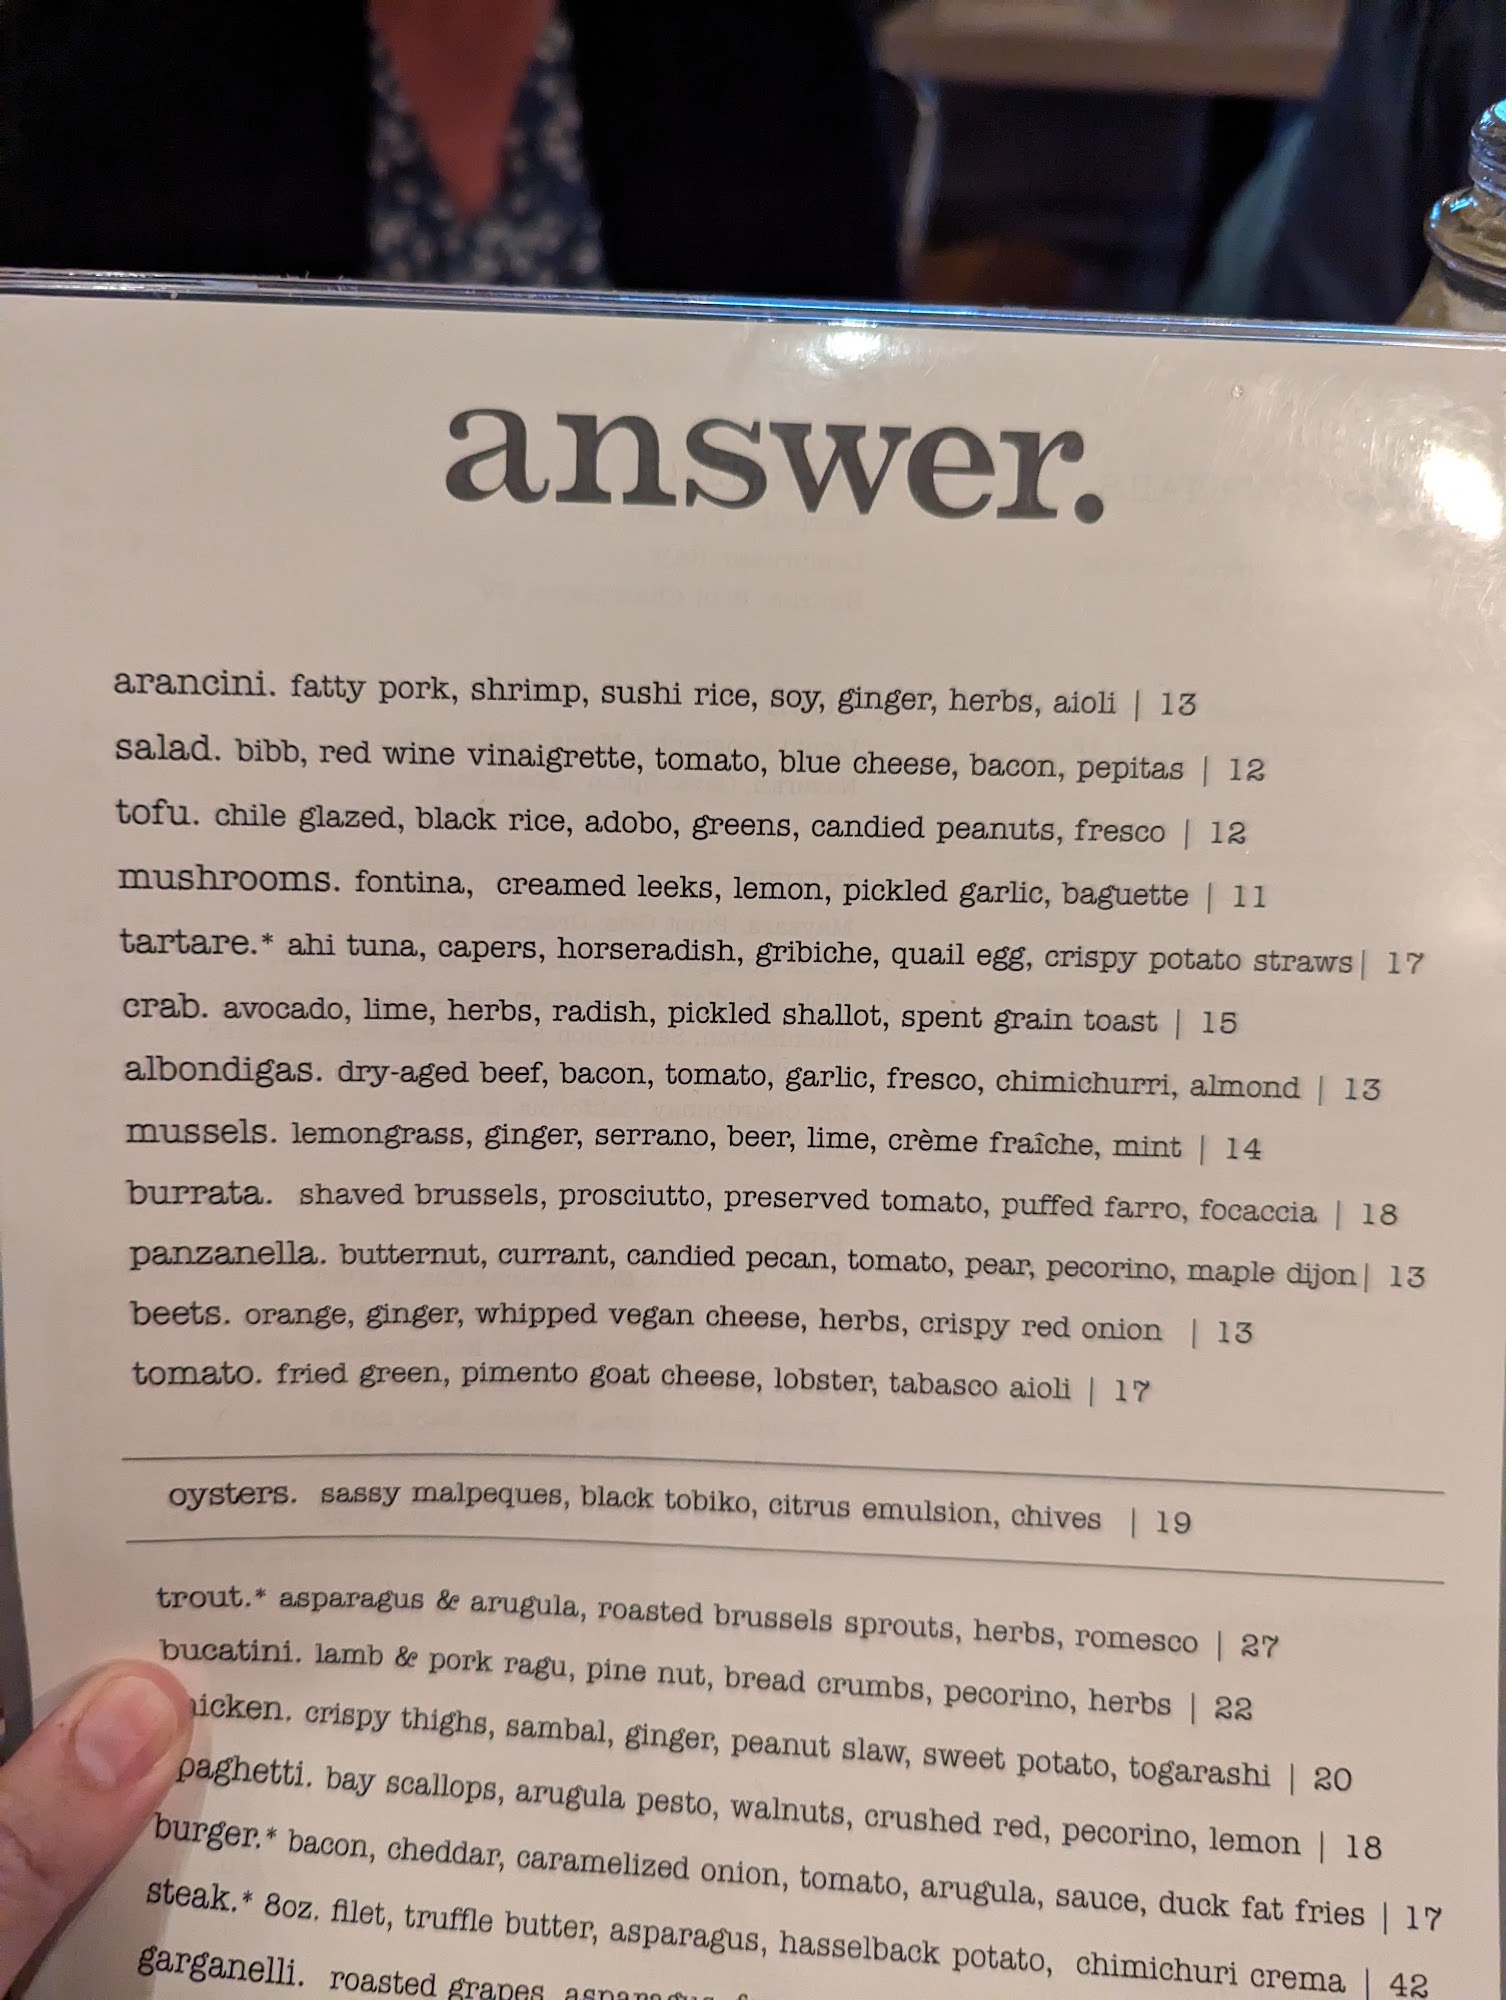 answer.
arancini. fatty pork, shrimp, sushi rice, soy, ginger, herbs, aioli | 13
salad. bibb, red wine vinaigrette, tomato, blue cheese, bacon, pepitas | 12
tofu. chile glazed, black rice, adobo, greens, candied peanuts, fresco | 12
mushrooms. fontina, creamed leeks, lemon, pickled garlic, baguette | 11
tartare.* ahi tuna, capers, horseradish, gribiche, quail egg, crispy potato straws| 17
crab. avocado, lime, herbs, radish, pickled shallot, spent grain toast | 15
albondigas. dry-aged beef, bacon, tomato, garlic, fresco, chimichurri, almond | 13
mussels. lemongrass, ginger, serrano, beer, lime, crème fraîche, mint | 14
burrata. shaved brussels, prosciutto, preserved tomato, puffed farro, focaccia | 18
panzanella. butternut, currant, candied pecan, tomato, pear, pecorino, maple dijon| 13
beets. orange, ginger, whipped vegan cheese, herbs, crispy red onion | 13
tomato. fried green, pimento goat cheese, lobster, tabasco aioli | 17
oysters. sassy malpeques, black tobiko, citrus emulsion, chives | 19
trout.* asparagus & arugula, roasted brussels sprouts, herbs, romesco | 27
bucatini. lamb & pork ragu, pine nut, bread crumbs, pecorino, herbs | 22
hicken. crispy thighs, sambal, ginger, peanut slaw, sweet potato, togarashi | 20
paghetti. bay scallops, arugula pesto, walnuts, crushed red, pecorino, lemon | 18
burger.* bacon, cheddar, caramelized onion, tomato, arugula, sauce, duck fat fries | 17
steak.* 8oz. filet, truffle butter, asparagus, hasselback potato, chimichuri crema | 42
garganelli. roasted grapes